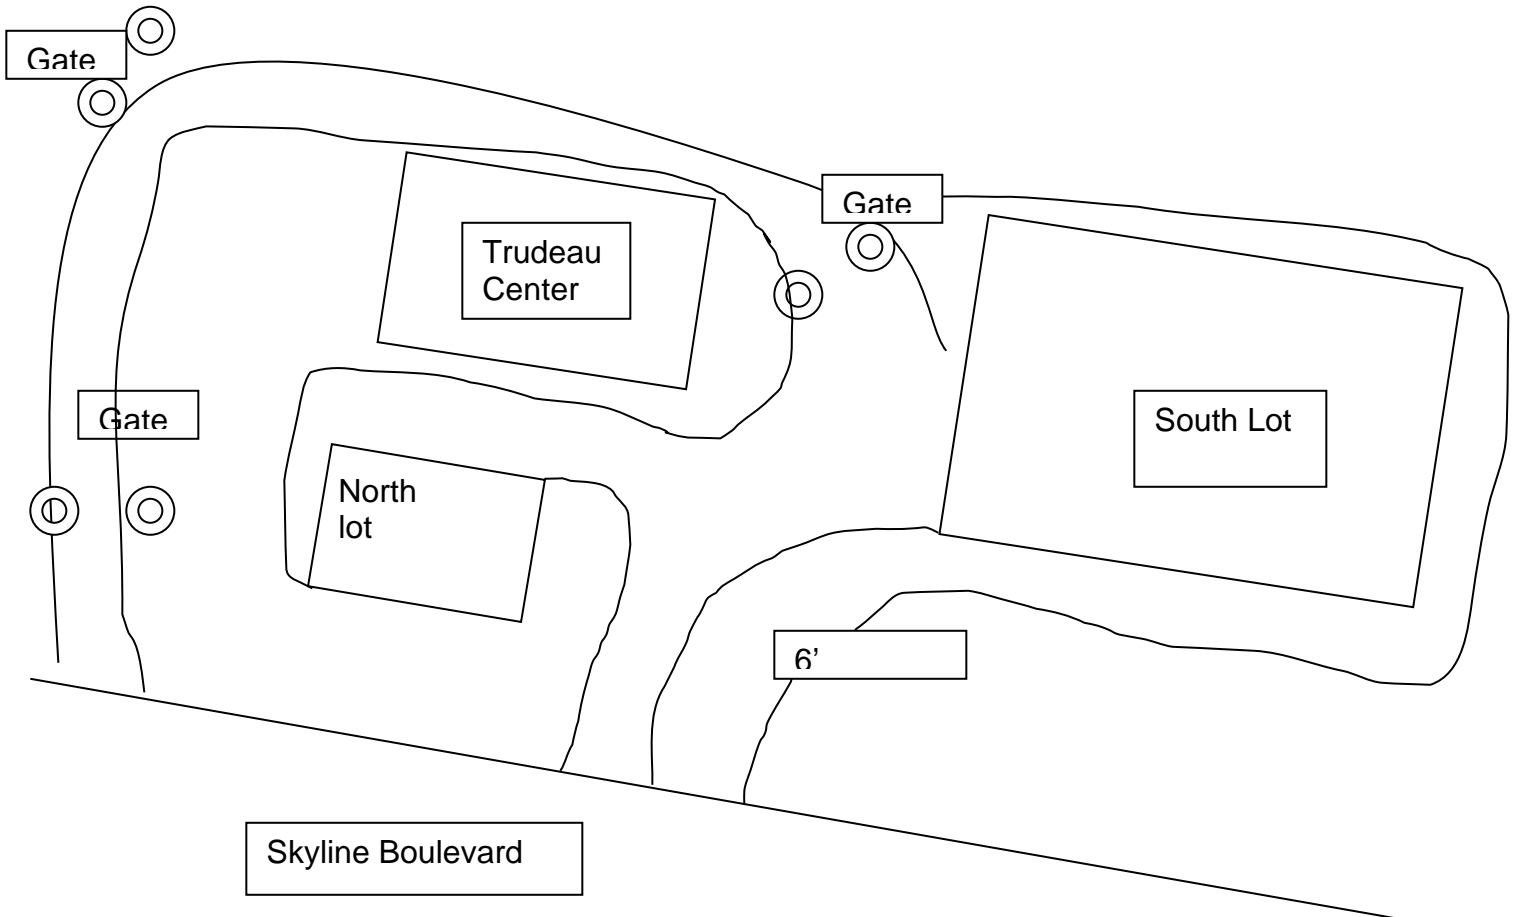 Gate
Gate
Trudeau
Center
Gate
South Lot
North
lot
6’
Skyline Boulevard